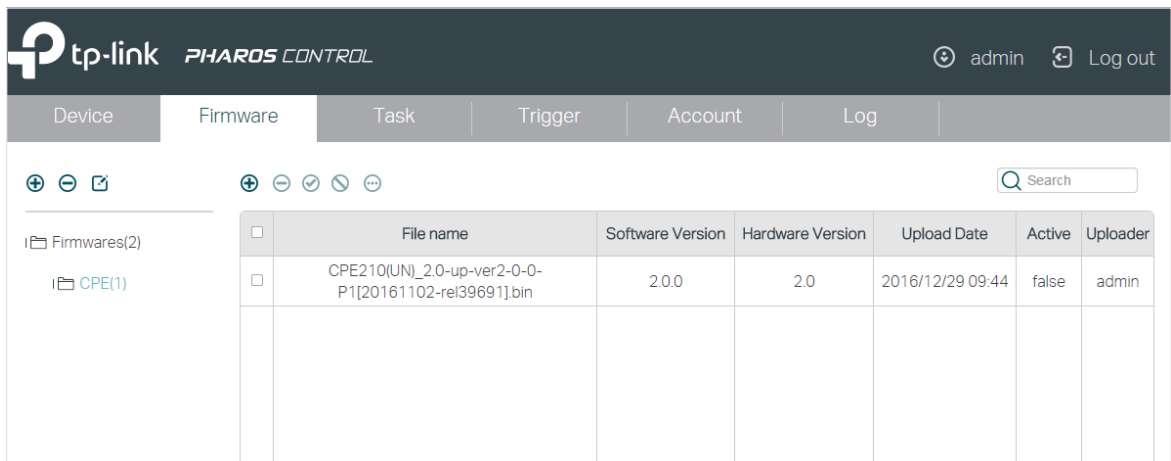 tp-link PHAROS CONTROL admin Log out
Device Firmware Task Trigger Account Log
Search
Firmwares(2)
CPE(1)
File name Software Version Hardware Version Upload Date Active Uploader
CPE210(UN)_2.0-up-ver2-0-0-
P1[20161102-rel39691].bin 2.0.0 2.0 2016/12/29 09:44 false admin